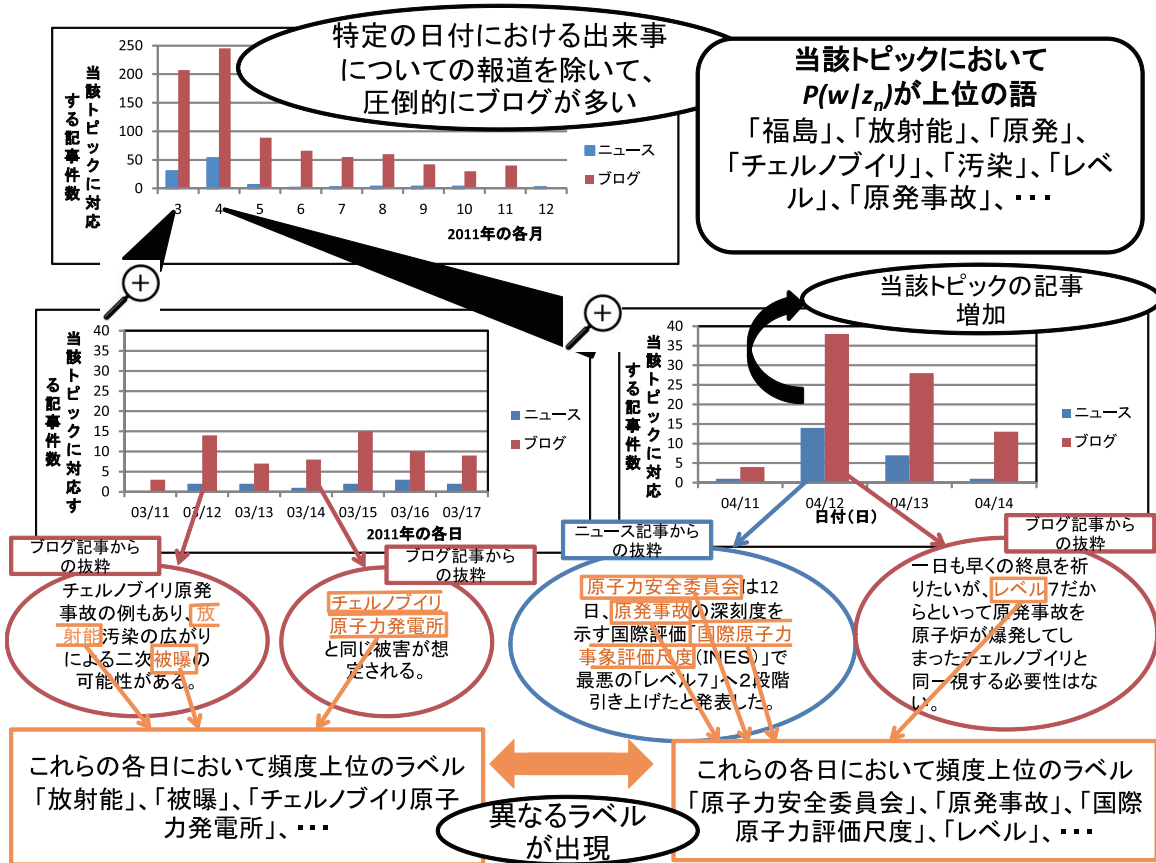 特定の日付における出来事
についての報道を除いて、
圧倒的にブログが多い
当該トピックにおいて
P(w|zn)が上位の語
「福島」、「放射能」、「原発」、
「チェルノブイリ」、「汚染」、「レベ
ル」、「原発事故」、・・・
当該トピックに対応
する記事件数
250
200
150
100
50
0
3 4 5 6 7 8 9 10 11 12
2011年の各月
ニュース
ブログ
当該トピックの記事
増加
当該トピックに対応す
る記事件数
40
35
30
25
20
15
10
5
0
03/11 03/12 03/13 03/14 03/15 03/16 03/17
2011年の各日
ニュース
ブログ
当該トピックに対応
する記事件数
40
35
30
25
20
15
10
5
0
04/11 04/12 04/13 04/14
日付(日)
ニュース
ブログ
ブログ記事から
の抜粋
チェルノブイリ原発
事故の例もあり、放
射能汚染の広がり
による二次被曝の
可能性がある。
ブログ記事から
の抜粋
チェルノブイリ
原子力発電所
と同じ被害が想
定される。
ニュース記事から
の抜粋
原子力安全委員会は12
日、原発事故の深刻度を
示す国際評価「国際原子力
事象評価尺度(INES)」で
最悪の「レベル7」へ2段階
引き上げたと発表した。
ブログ記事から
の抜粋
一日も早くの終息を祈
りたいが、レベル7だか
らといって原発事故を
原子炉が爆発してし
まったチェルノブイリと
同一視する必要性はな
い。
これらの各日において頻度上位のラベル
「放射能」、「被曝」、「チェルノブイリ原子
力発電所」、・・・
異なるラベル
が出現
これらの各日において頻度上位のラベル
「原子力安全委員会」、「原発事故」、「国際
原子力評価尺度」、「レベル」、・・・